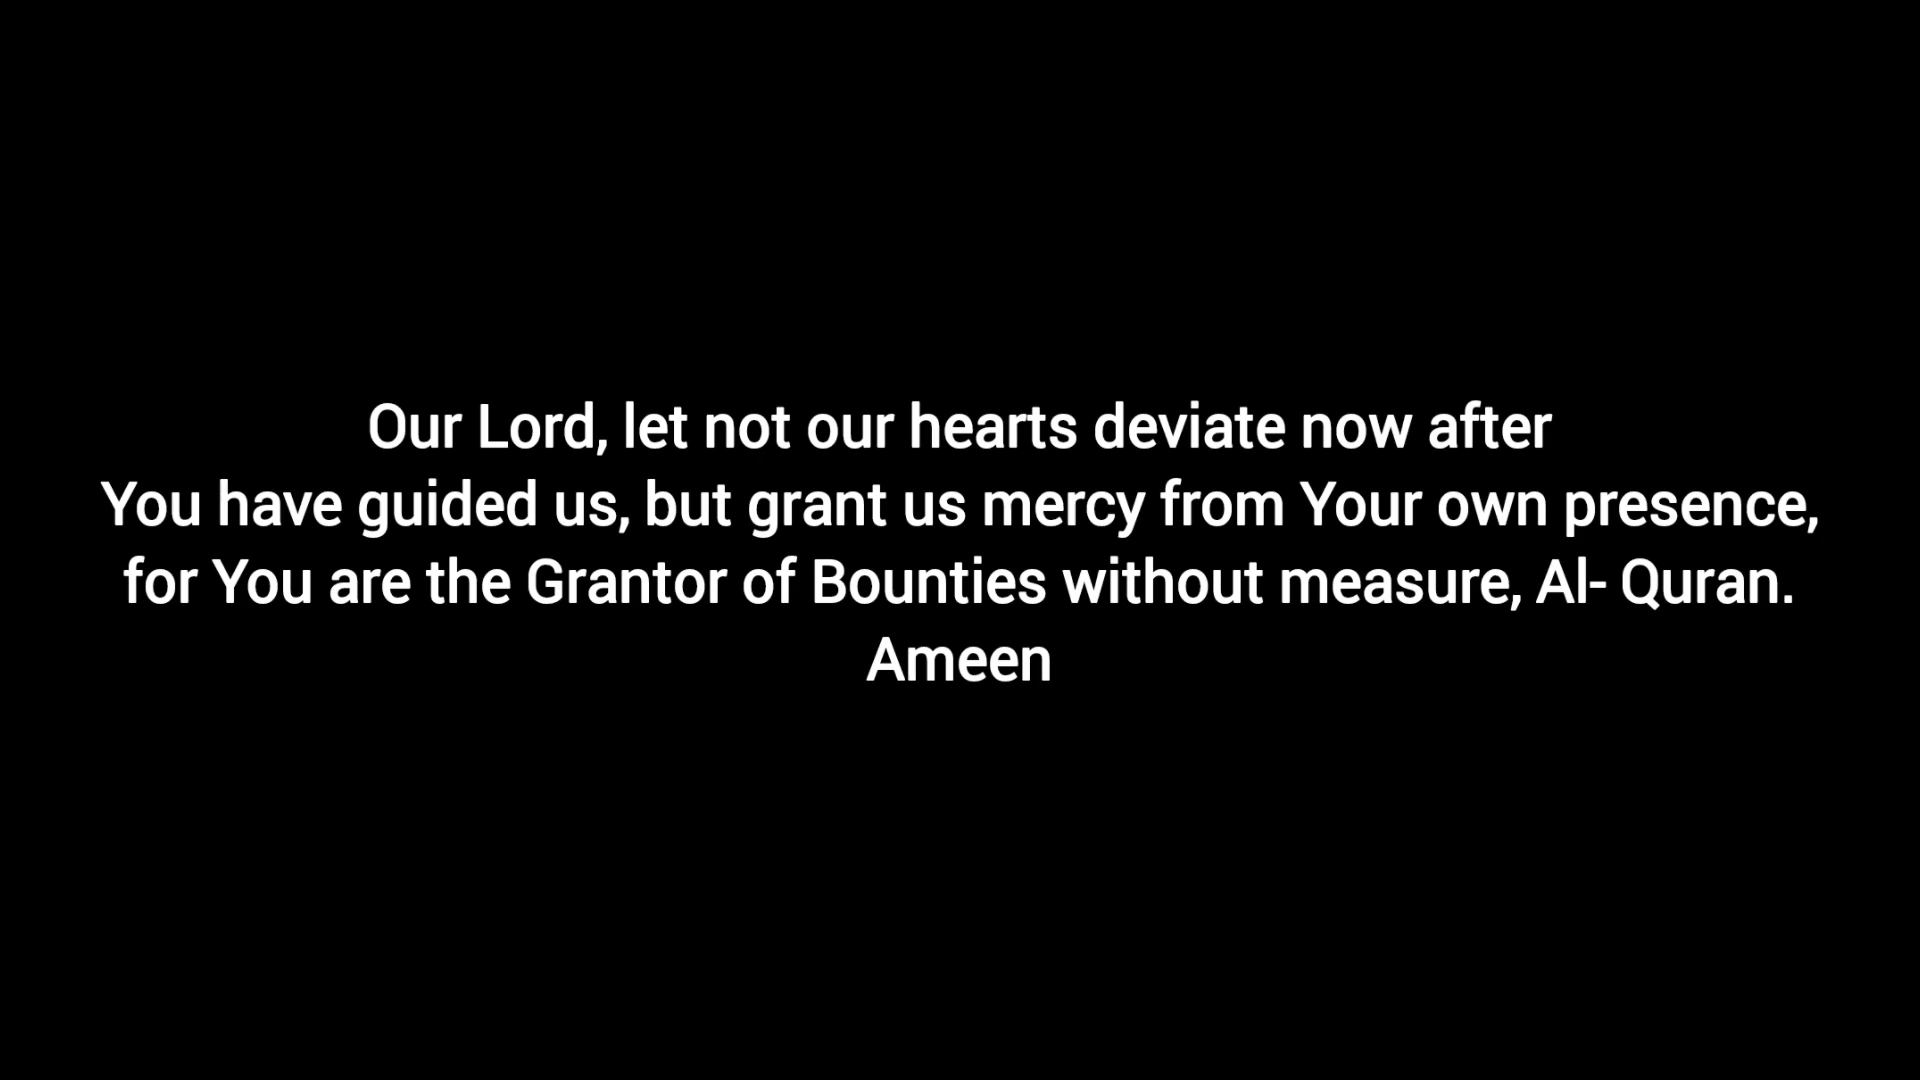 Our Lord, let not our hearts deviate now after
You have guided us, but grant us mercy from Your own presence,
for You are the Grantor of Bounties without measure, Al- Quran.
Ameen